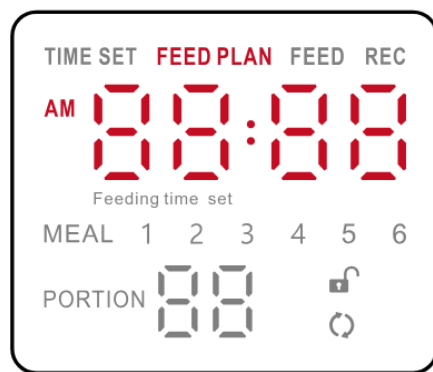 TIME SET FEED PLAN FEED REC
AM 88:88
Feeding time set
MEAL 1 2 3 4 5 6
PORTION 88